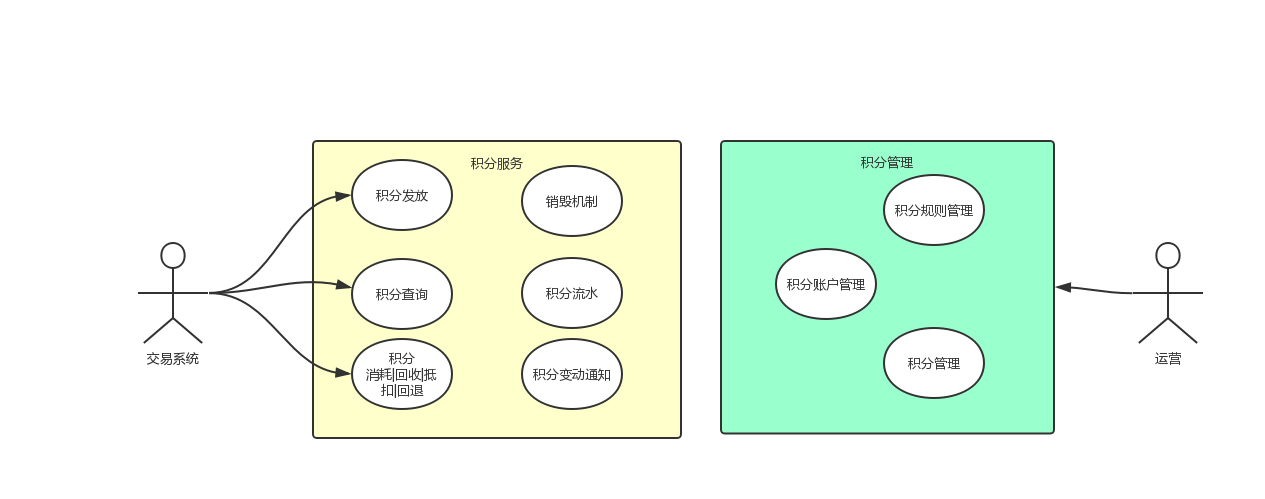 积分服务
积分发放
销毁机制
积分查询
积分流水
积分
消耗|回收|抵
扣|回退
积分变动通知
积分管理
积分规则管理
积分账户管理
积分管理
交易系统
运营